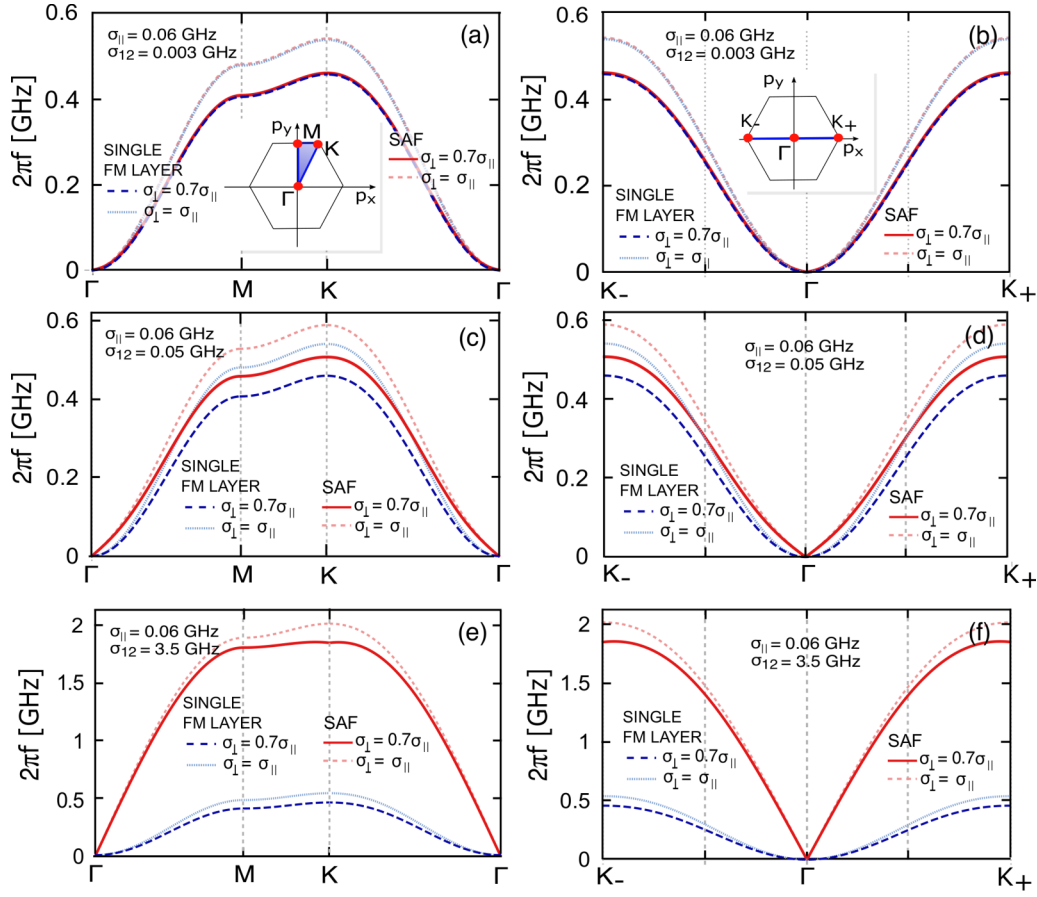 (a)
σ|| = 0.06 GHz
σ12 = 0.003 GHz
2πf [GHz]
0.6
0.4
0.2
0
SINGLE
FM LAYER
σ⊥ = 0.7σ||
σ⊥ = σ||
SAF
σ⊥ = 0.7σ||
σ⊥ = σ||
py
M
K
Γ
px
Γ M K Γ
(b)
σ|| = 0.06 GHz
σ12 = 0.003 GHz
2πf [GHz]
0.6
0.4
0.2
0
py
K- K+
Γ
px
SINGLE
FM LAYER
σ⊥ = 0.7σ||
σ⊥ = σ||
SAF
σ⊥ = 0.7σ||
σ⊥ = σ||
K- Γ K+
(c)
σ|| = 0.06 GHz
σ12 = 0.05 GHz
2πf [GHz]
0.6
0.4
0.2
0
SINGLE
FM LAYER
σ⊥ = 0.7σ||
σ⊥ = σ||
SAF
σ⊥ = 0.7σ||
σ⊥ = σ||
Γ M K Γ
(d)
σ|| = 0.06 GHz
σ12 = 0.05 GHz
2πf [GHz]
0.6
0.4
0.2
0
SINGLE
FM LAYER
σ⊥ = 0.7σ||
σ⊥ = σ||
SAF
σ⊥ = 0.7σ||
σ⊥ = σ||
K- Γ K+
(e)
σ|| = 0.06 GHz
σ12 = 3.5 GHz
2πf [GHz]
2
1.5
1
0.5
0
SINGLE
FM LAYER
σ⊥ = 0.7σ||
σ⊥ = σ||
SAF
σ⊥ = 0.7σ||
σ⊥ = σ||
Γ M K Γ
(f)
σ|| = 0.06 GHz
σ12 = 3.5 GHz
2πf [GHz]
2
1.5
1
0.5
0
SINGLE
FM LAYER
σ⊥ = 0.7σ||
σ⊥ = σ||
SAF
σ⊥ = 0.7σ||
σ⊥ = σ||
K- Γ K+